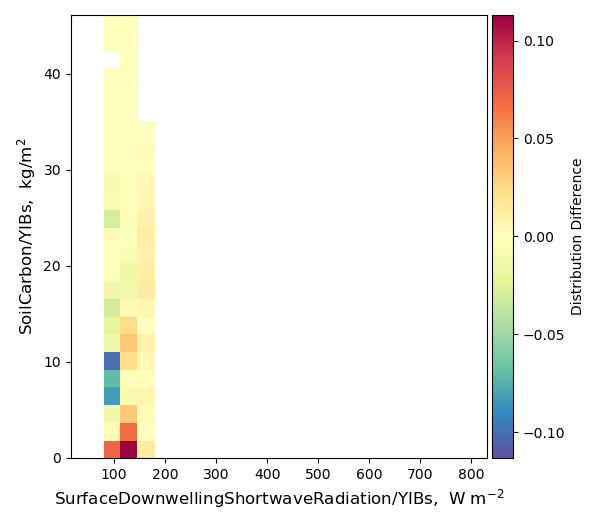 SoilCarbon/YIBs,  kg/m²
40
30
20
10
0
100 200 300 400 500 600 700 800
SurfaceDownwellingShortwaveRadiation/YIBs,  W m⁻²
0.10
0.05
0.00
−0.05
−0.10
Distribution Difference